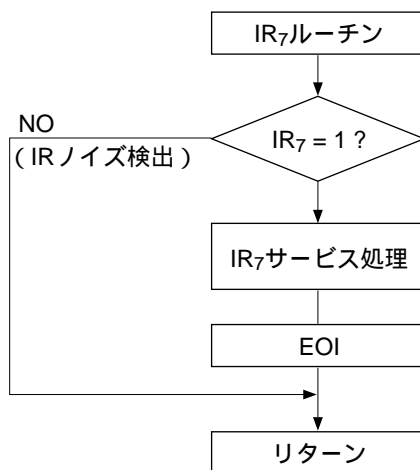 IR₇ルーチン
NO
(IRノイズ検出)
IR₇ = 1 ?
IR₇サービス処理
EOI
リターン